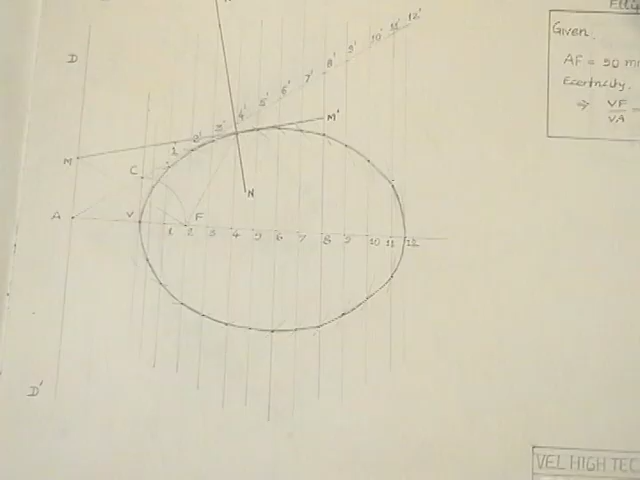 Given.
AF = 50 m
Eccentricity.
⇒ VF/VA =
D
12'
11'
10'
9'
8'
7'
6'
5'
4'
3'
2'
M'
M
C
N
A
V
F
1 2 3 4 5 6 7 8 9 10 11 12
D'
VEL HIGH TEC